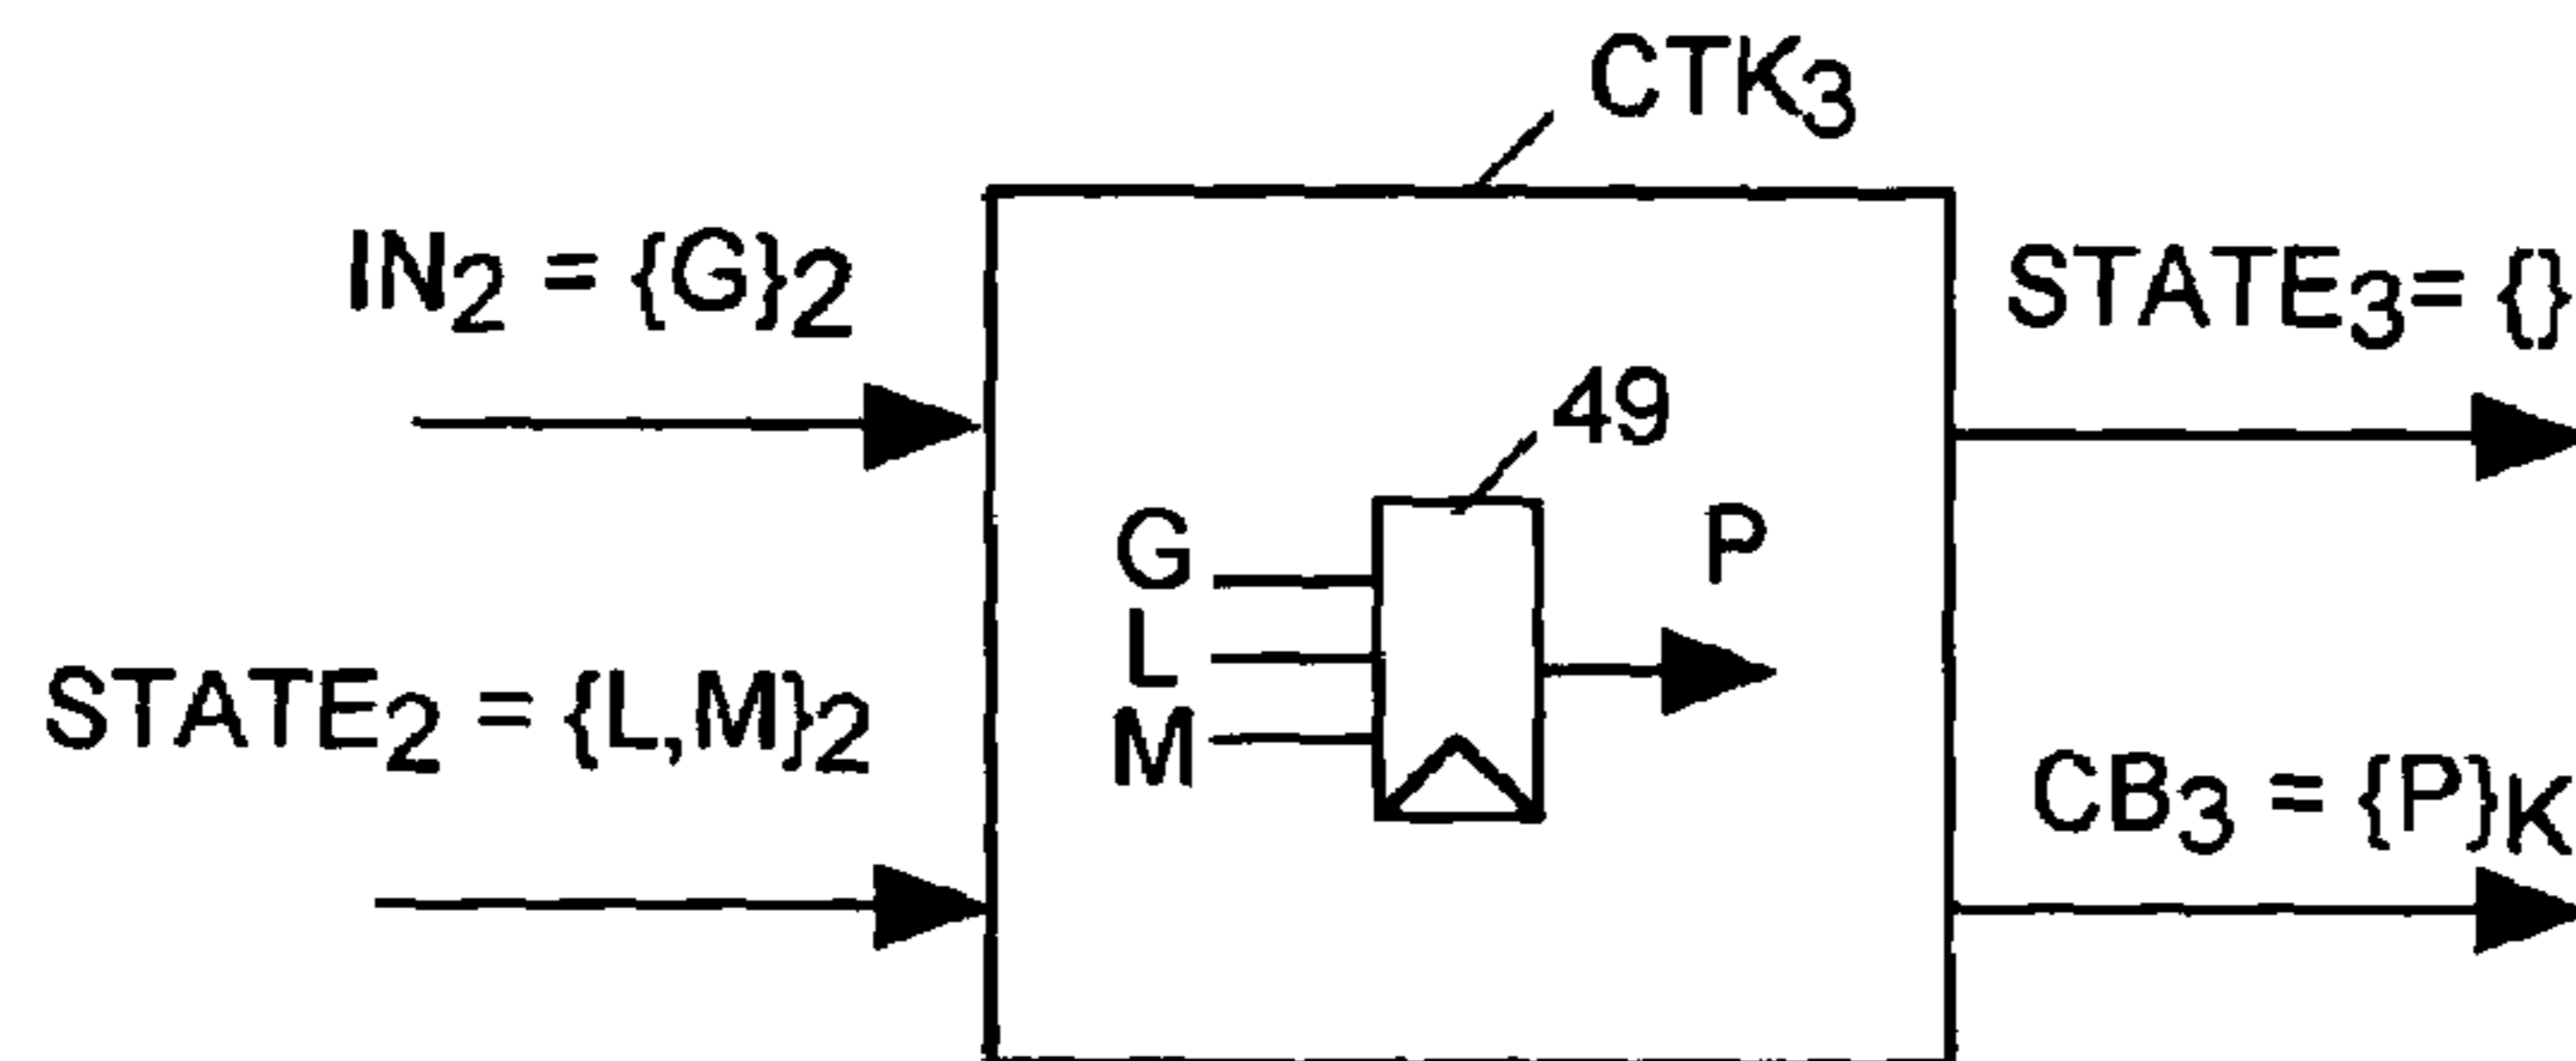 CTK3
IN2 = {G}2
STATE3= {}
49
G
P
L
M
STATE2 = {L,M}2
CB3 = {P}K